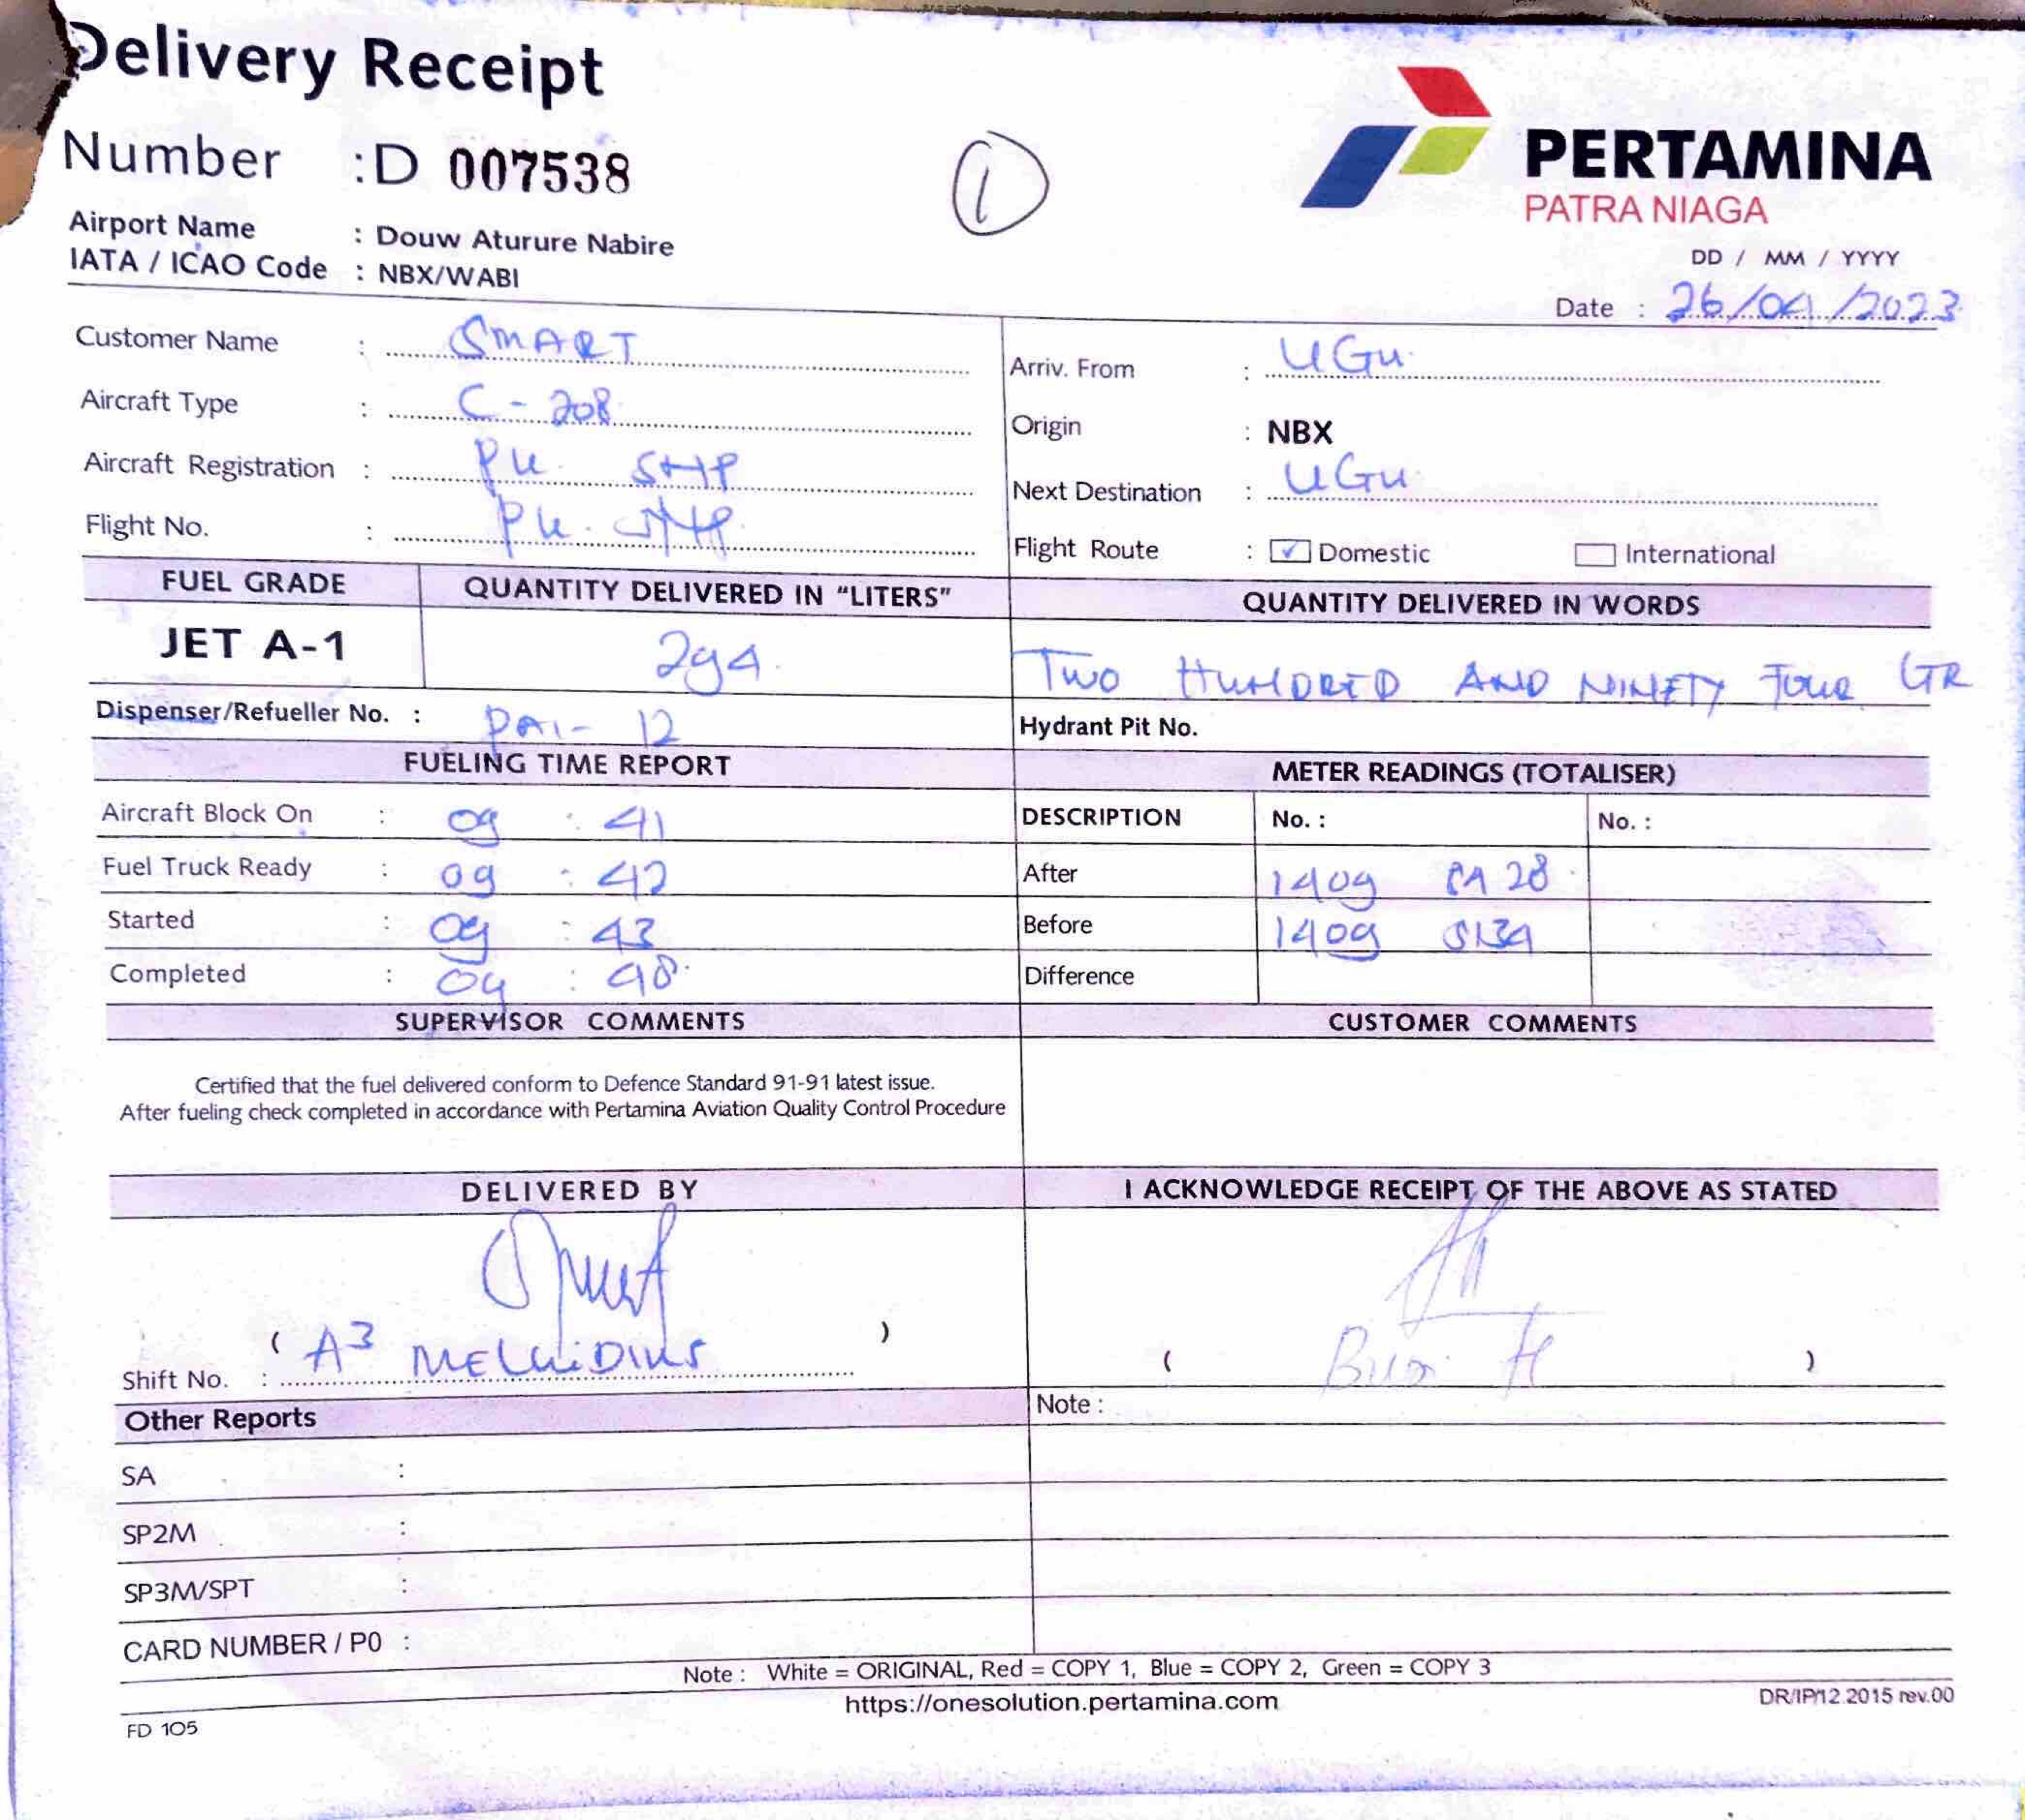 Delivery Receipt
Number : D 007538
1
PERTAMINA
PATRA NIAGA
Airport Name : Douw Aturure Nabire
IATA / ICAO Code : NBX/WABI
DD / MM / YYYY
Date : 26/04/2023
Customer Name : SMART
Aircraft Type : C-208
Aircraft Registration : PK SHP
Flight No. : PK
Arriv. From : UGU
Origin : NBX
Next Destination : UGU
Flight Route : ✓ Domestic International
FUEL GRADE QUANTITY DELIVERED IN "LITERS" QUANTITY DELIVERED IN WORDS
JET A-1 294 TWO HUNDRED AND NINETY FOUR LTR
Dispenser/Refueller No. : PAI-12 Hydrant Pit No.
FUELING TIME REPORT METER READINGS (TOTALISER)
Aircraft Block On : 09 : 41 DESCRIPTION No. : No. :
Fuel Truck Ready : 09 : 42 After 1409 5428
Started : 09 : 43 Before 1409 5134
Completed : 09 : 48 Difference
SUPERVISOR COMMENTS CUSTOMER COMMENTS
Certified that the fuel delivered conform to Defence Standard 91-91 latest issue.
After fueling check completed in accordance with Pertamina Aviation Quality Control Procedure
DELIVERED BY I ACKNOWLEDGE RECEIPT OF THE ABOVE AS STATED
Shift No. : ( A3 )
( )
Other Reports Note :
SA :
SP2M :
SP3M/SPT :
CARD NUMBER / P0 :
Note : White = ORIGINAL, Red = COPY 1, Blue = COPY 2, Green = COPY 3
https://onesolution.pertamina.com
DR/IP/12.2015 rev.00
FD 105